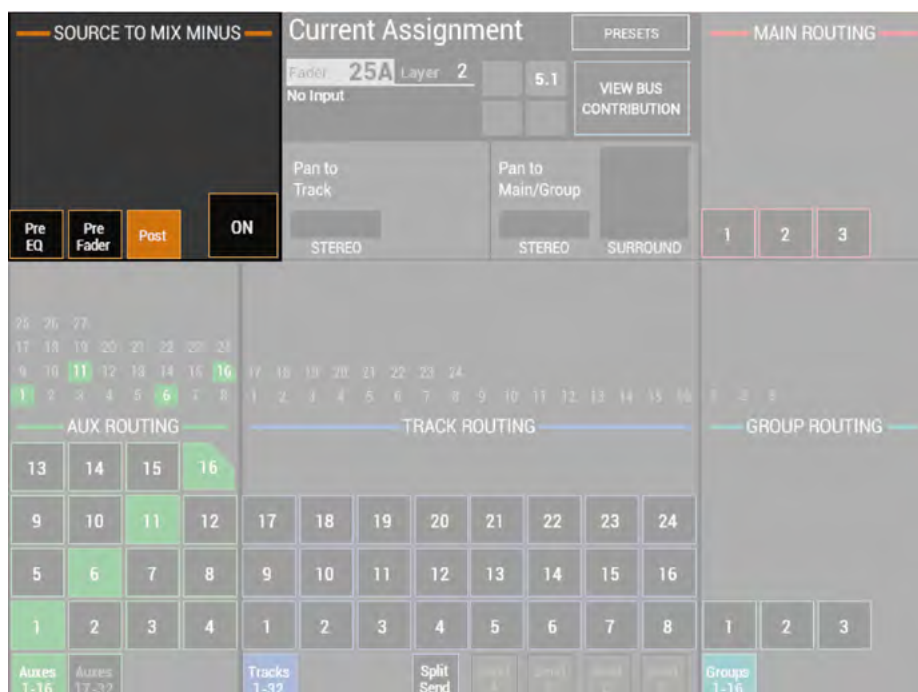 SOURCE TO MIX MINUS
Pre EQ
Pre Fader
Post
ON
Current Assignment
PRESETS
Fader 25A Layer 2
No Input
5.1
VIEW BUS
CONTRIBUTION
Pan to
Track
STEREO
Pan to
Main/Group
STEREO
SURROUND
MAIN ROUTING
1 2 3
25 26 27
17 18 19 20 21 22 23 24
9 10 11 12 13 14 15 16
1 2 3 4 5 6 7 8
AUX ROUTING
13 14 15 16
9 10 11 12
5 6 7 8
1 2 3 4
Auxes
1-16
Auxes
17-32
17 18 19 20 21 22 23 24
1 2 3 4 5 6 7 8 9 10 11 12 13 14 15 16
TRACK ROUTING
17 18 19 20 21 22 23 24
9 10 11 12 13 14 15 16
1 2 3 4 5 6 7 8
Tracks
1-32
Split
Send
1 2 3
GROUP ROUTING
1 2 3
Groups
1-16